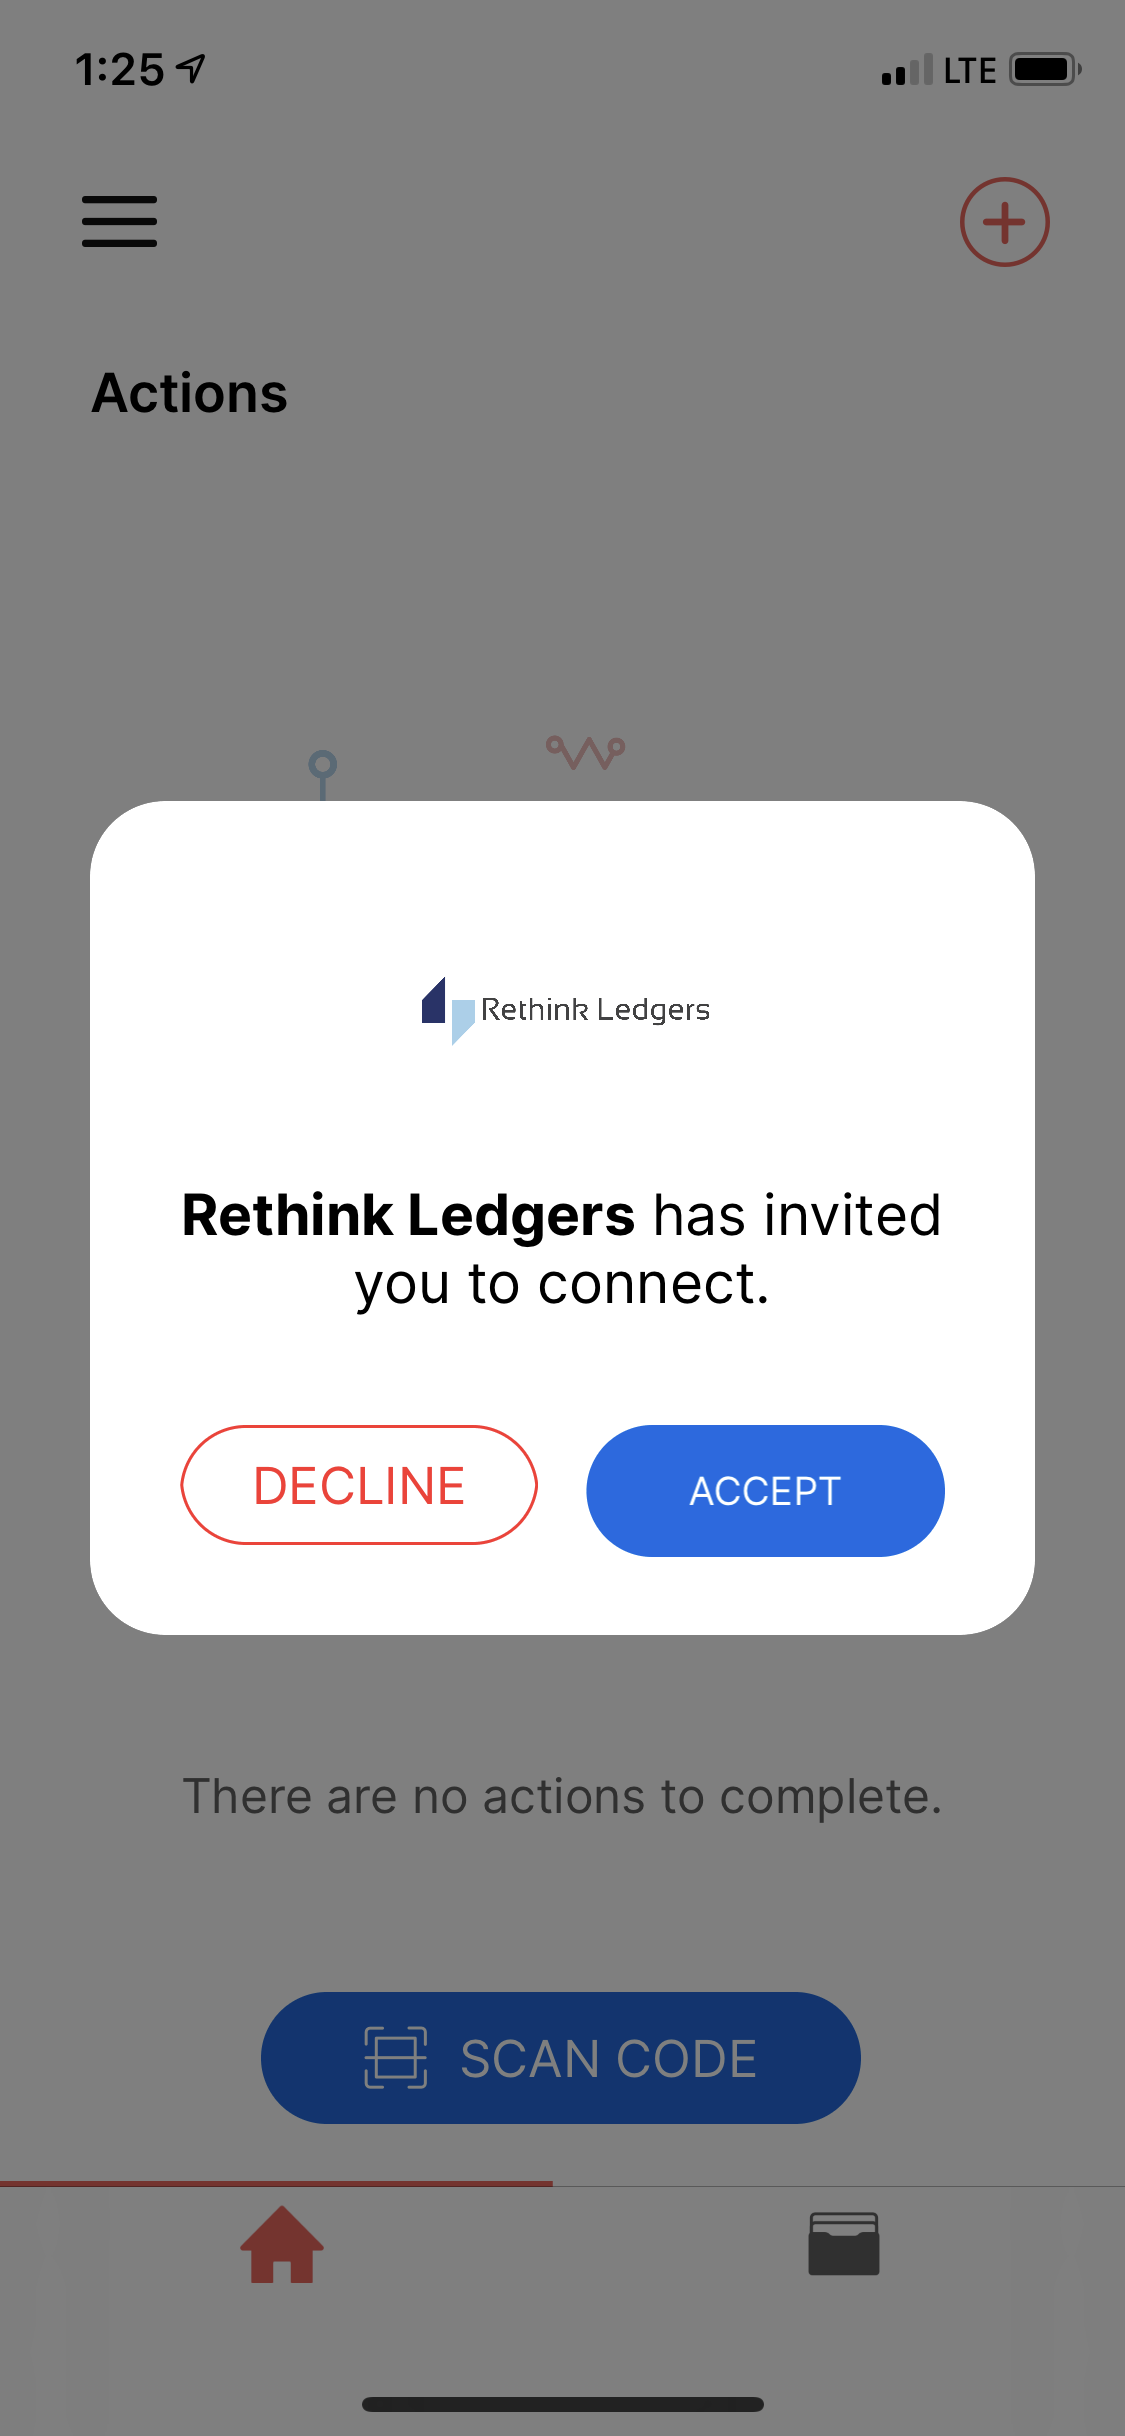 1:25
LTE
Actions
Rethink Ledgers
Rethink Ledgers has invited
you to connect.
DECLINE
ACCEPT
There are no actions to complete.
SCAN CODE